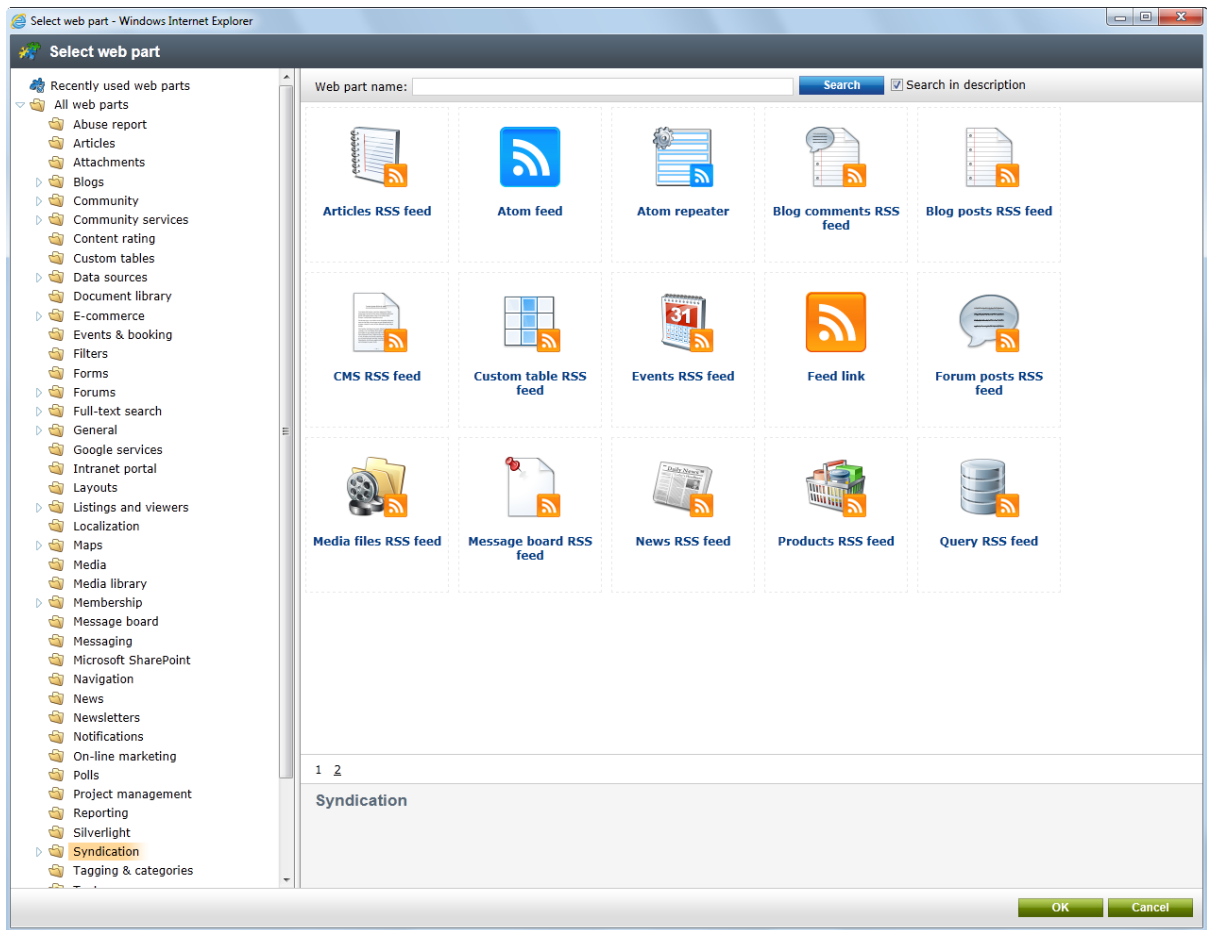 Select web part - Windows Internet Explorer
Select web part
Recently used web parts
All web parts
Abuse report
Articles
Attachments
Blogs
Community
Community services
Content rating
Custom tables
Data sources
Document library
E-commerce
Events & booking
Filters
Forms
Forums
Full-text search
General
Google services
Intranet portal
Layouts
Listings and viewers
Localization
Maps
Media
Media library
Membership
Message board
Messaging
Microsoft SharePoint
Navigation
News
Newsletters
Notifications
On-line marketing
Polls
Project management
Reporting
Silverlight
Syndication
Tagging & categories
Web part name:
Search
Search in description
Articles RSS feed
Atom feed
Atom repeater
Blog comments RSS
feed
Blog posts RSS feed
CMS RSS feed
Custom table RSS
feed
31
Events RSS feed
Feed link
Forum posts RSS
feed
Media files RSS feed
Message board RSS
feed
Daily News
News RSS feed
Products RSS feed
Query RSS feed
1 2
Syndication
OK
Cancel